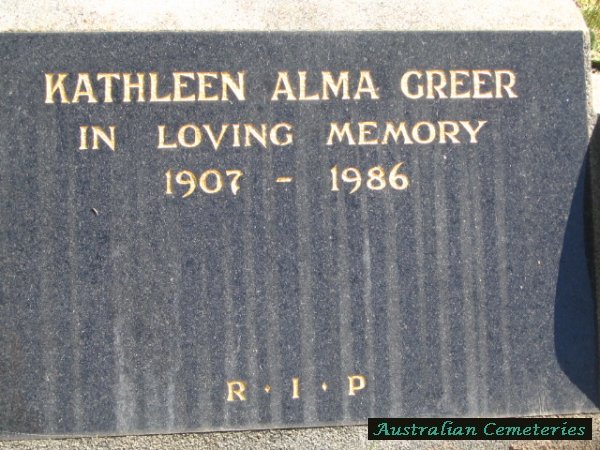 KATHLEEN ALMA GREER
IN LOVING MEMORY
1907 - 1986
R · I · P
Australian Cemeteries